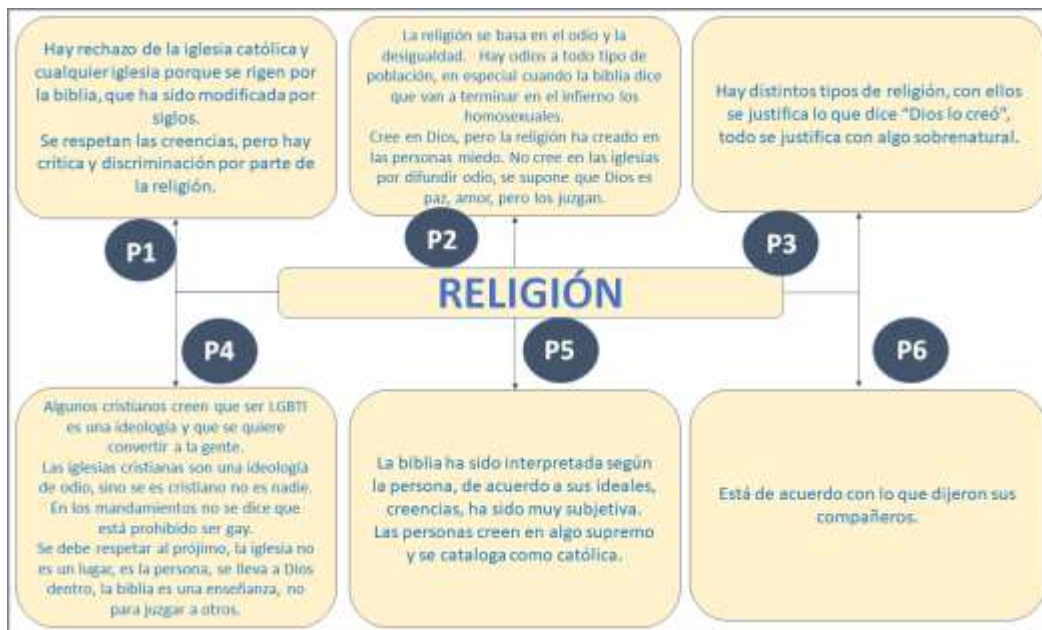 Hay rechazo de la iglesia católica y
cualquier iglesia porque se rigen por
la biblia, que ha sido modificada por
siglos.
Se respetan las creencias, pero hay
crítica y discriminación por parte de
la religión.
La religión se basa en el odio y la
desigualdad. Hay odios a todo tipo de
población, en especial cuando la biblia dice
que van a terminar en el infierno los
homosexuales.
Cree en Dios, pero la religión ha creado en
las personas miedo. No cree en las iglesias
por difundir odio, se supone que Dios es
paz, amor, pero los juzgan.
Hay distintos tipos de religión, con ellos
se justifica lo que dice “Dios lo creó”,
todo se justifica con algo sobrenatural.
P1
P2
P3
RELIGIÓN
P4
P5
P6
Algunos cristianos creen que ser LGBTI
es una ideología y que se quiere
convertir a la gente.
Las iglesias cristianas son una ideología
de odio, sino se es cristiano no es nadie.
En los mandamientos no se dice que
está prohibido ser gay.
Se debe respetar al prójimo, la iglesia no
es un lugar, es la persona, se lleva a Dios
dentro, la biblia es una enseñanza, no
para juzgar a otros.
La biblia ha sido interpretada según
la persona, de acuerdo a sus ideales,
creencias, ha sido muy subjetiva.
Las personas creen en algo supremo
y se cataloga como católica.
Está de acuerdo con lo que dijeron sus
compañeros.